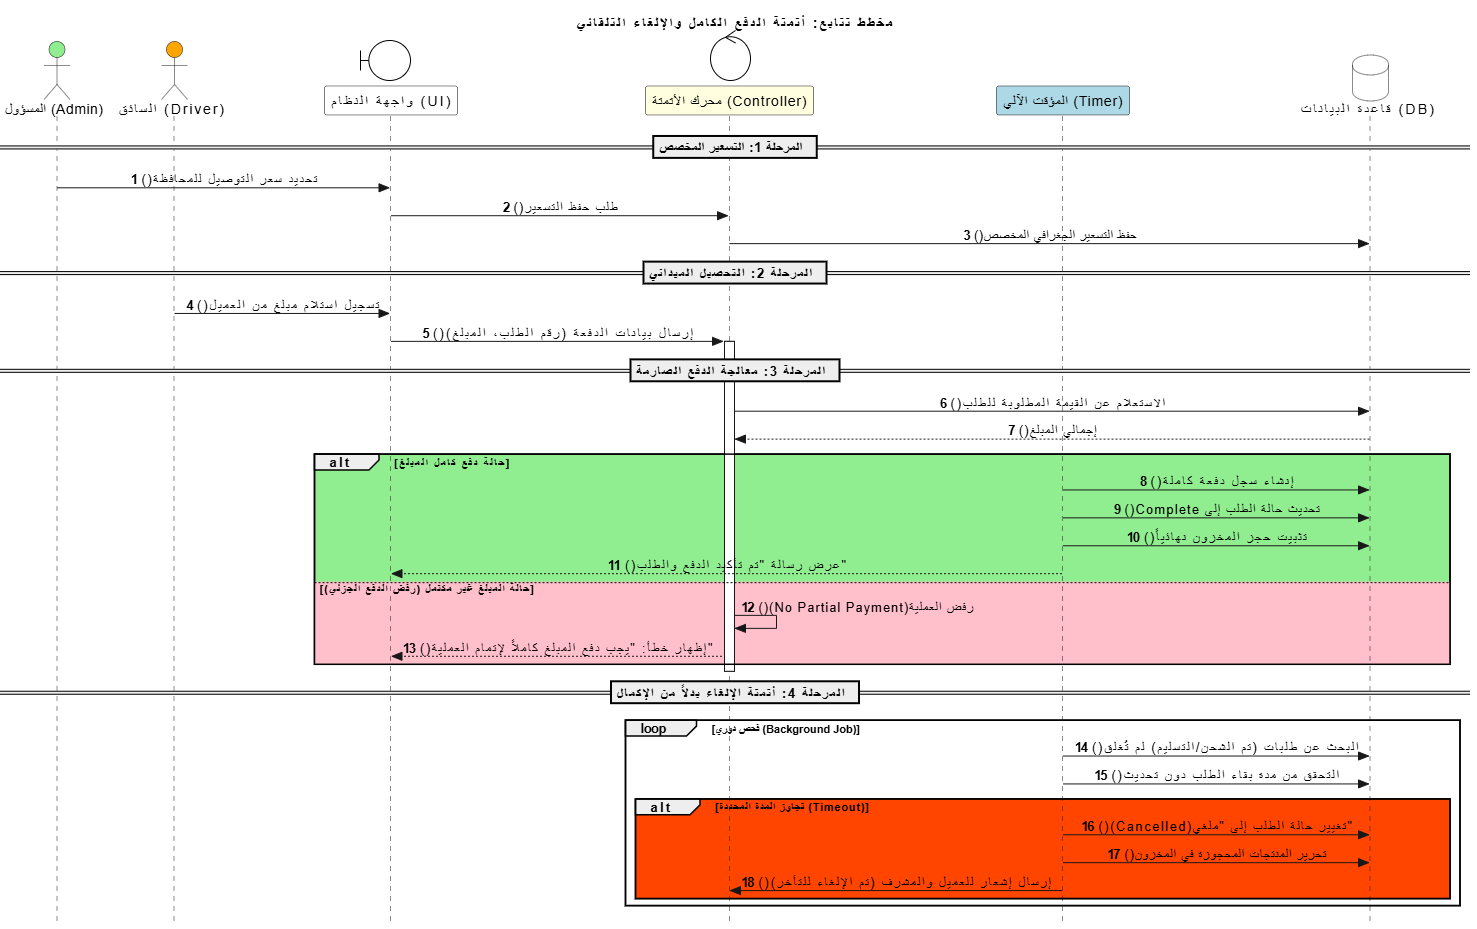 مخطط تتابع: أتمتة الدفع الكامل والإلغاء التلقائي
المسؤول (Admin)
السائق (Driver)
واجهة النظام (UI)
محرك الأتمتة (Controller)
المؤقت الآلي (Timer)
قاعدة البيانات (DB)
المرحلة 1: التسعير المخصص
1 تحديد سعر التوصيل للمحافظة()
2 طلب حفظ التسعير()
3 حفظ التسعير الجغرافي المخصص()
المرحلة 2: التحصيل الميداني
4 تسجيل استلام مبلغ من العميل()
5 إرسال بيانات الدفعة (رقم الطلب، المبلغ)()
المرحلة 3: معالجة الدفع الصارمة
6 الاستعلام عن القيمة المطلوبة للطلب()
7 إجمالي المبلغ()
alt [حالة دفع كامل المبلغ]
8 إنشاء سجل دفعة كاملة()
9 تحديث حالة الطلب إلى Complete()
10 تثبيت حجز المخزون نهائياً()
11 عرض رسالة "تم تأكيد الدفع والطلب()"
[حالة المبلغ غير مكتمل (رفض الدفع الجزئي)]
12 رفض العملية(No Partial Payment)()
13 إظهار خطأ: "يجب دفع المبلغ كاملاً لإتمام العملية()"
المرحلة 4: أتمتة الإلغاء بدلاً من الإكمال
loop [فحص دوري (Background Job)]
14 البحث عن طلبات (تم الشحن/التسليم) لم تُغلق()
15 التحقق من مدة بقاء الطلب دون تحديث()
alt [تجاوز المدة المحددة (Timeout)]
16 تغيير حالة الطلب إلى "ملغي(Cancelled)()"
17 تحرير المنتجات المحجوزة في المخزون()
18 إرسال إشعار للعميل والمشرف (تم الإلغاء للتأخر)()